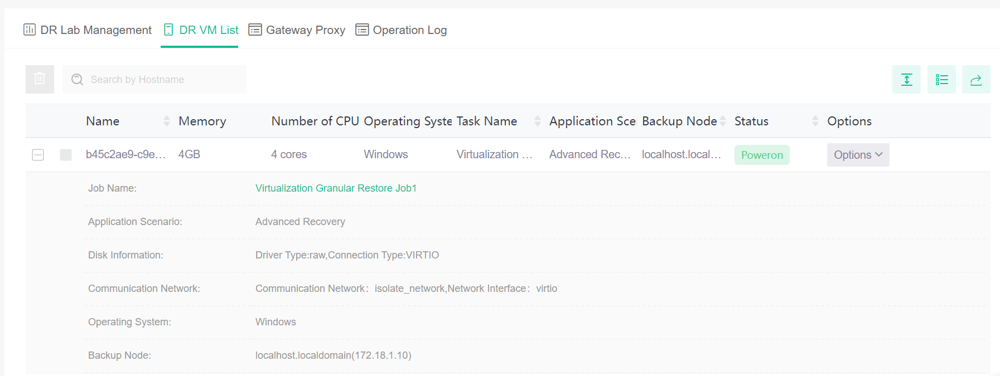 DR Lab Management DR VM List Gateway Proxy Operation Log
Search by Hostname
Name Memory Number of CPU Operating Syste Task Name Application Sce Backup Node Status Options
b45c2ae9-c9e... 4GB 4 cores Windows Virtualization ... Advanced Rec... localhost.local... Poweron Options
Job Name: Virtualization Granular Restore Job1
Application Scenario: Advanced Recovery
Disk Information: Driver Type:raw,Connection Type:VIRTIO
Communication Network: Communication Network：isolate_network,Network Interface：virtio
Operating System: Windows
Backup Node: localhost.localdomain(172.18.1.10)